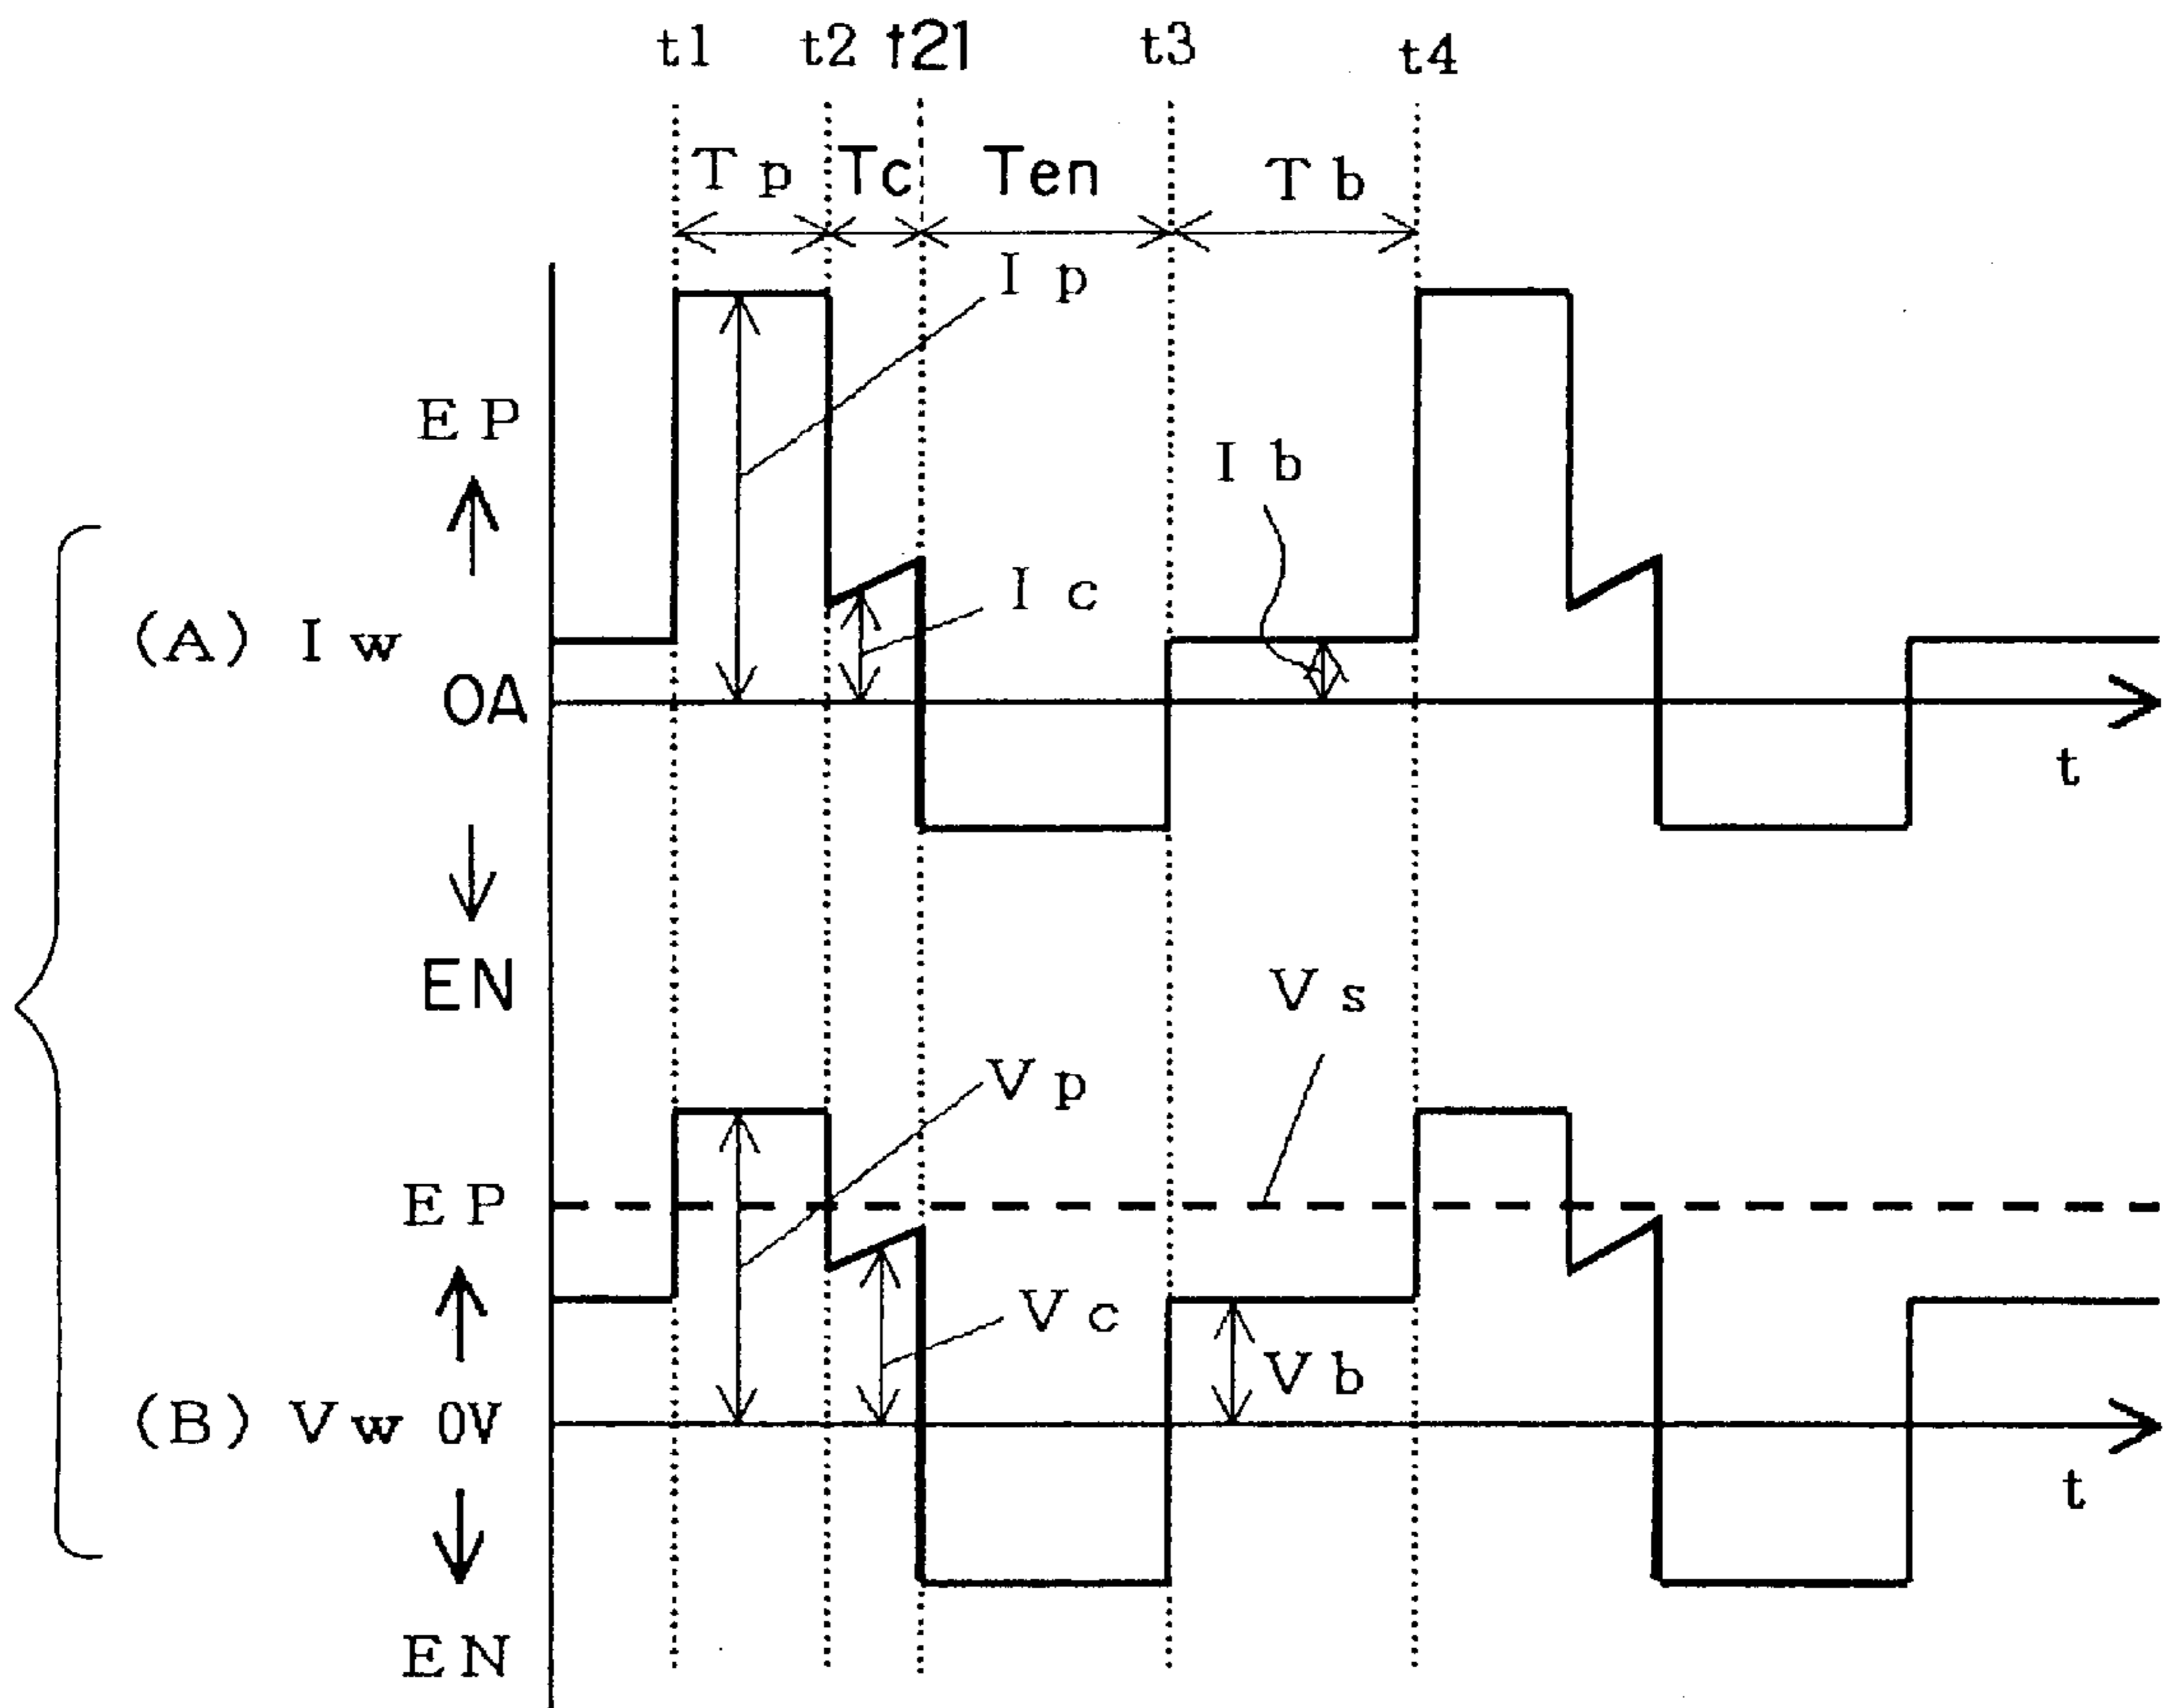 t1 t2 t21 t3 t4
Tp Tc Ten Tb
Ip
EP
Ib
Ic
(A) Iw
0A
t
EN
Vs
Vp
EP
Vc
Vb
(B) Vw 0V
t
EN